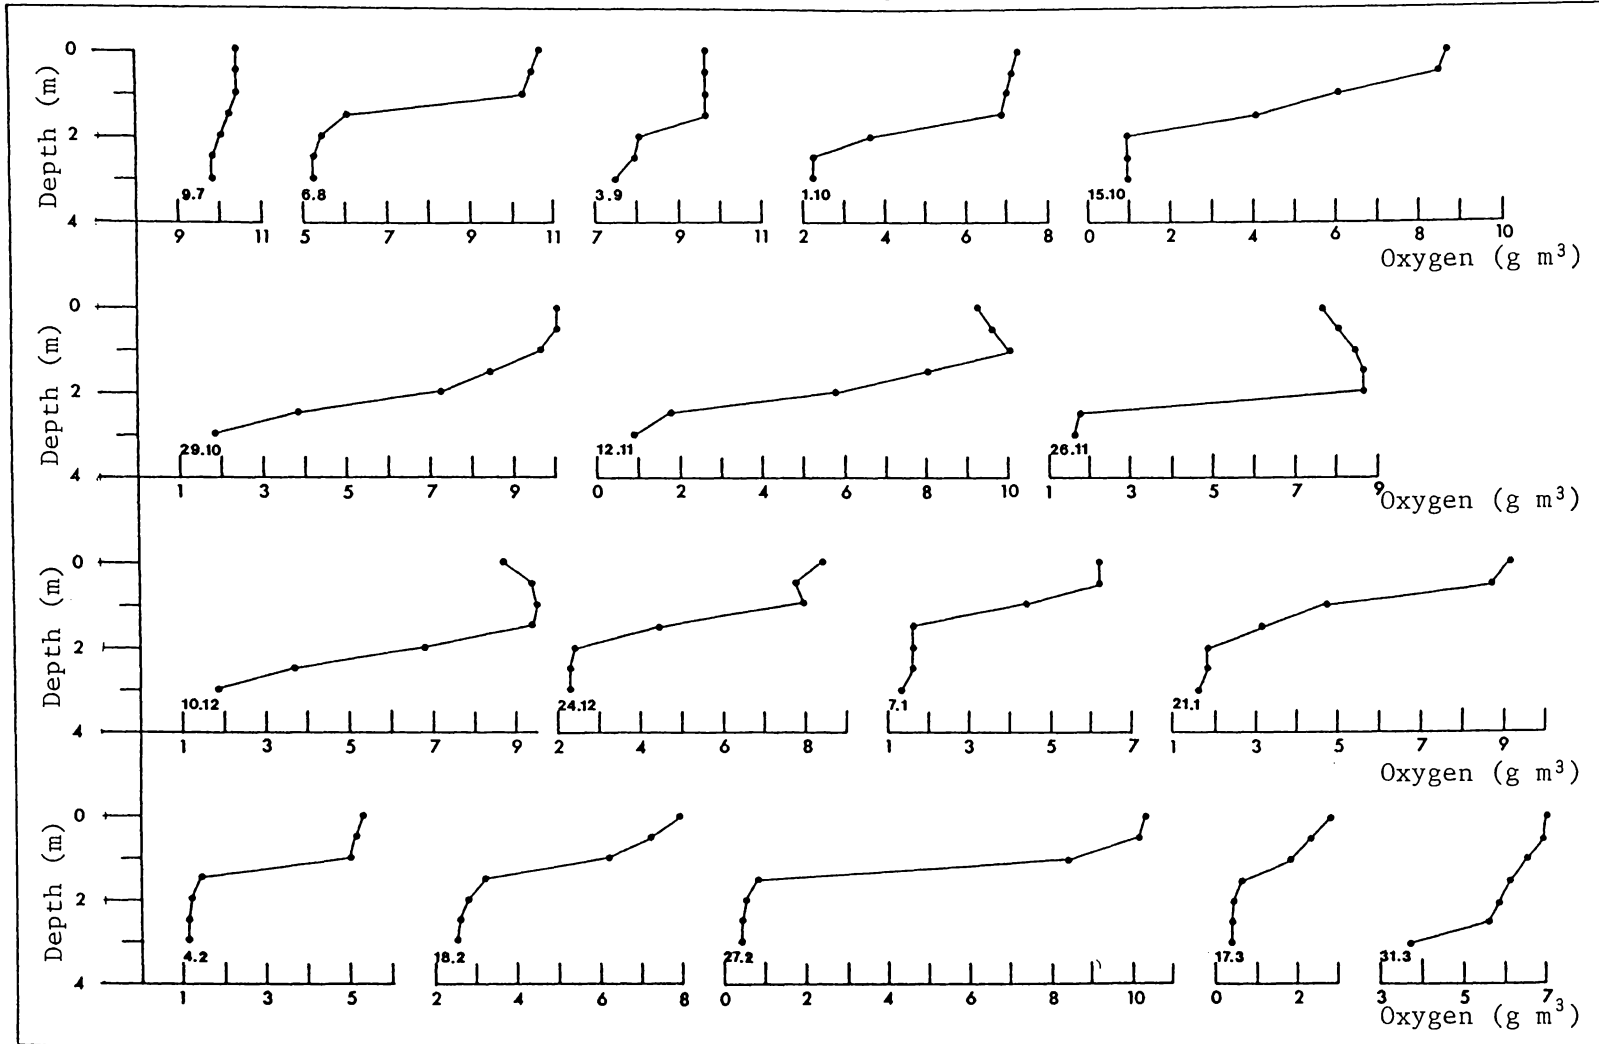 Depth (m)
0
2
4
9.7
6.8
3.9
1.10
15.10
9 11
5 7 9 11
7 9 11
2 4 6 8
0 2 4 6 8 10
Oxygen (g m³)
Depth (m)
0
2
4
29.10
12.11
26.11
1 3 5 7 9
0 2 4 6 8 10
1 3 5 7 9
Oxygen (g m³)
Depth (m)
0
2
4
10.12
24.12
7.1
21.1
1 3 5 7 9
2 4 6 8
1 3 5 7
1 3 5 7 9
Oxygen (g m³)
Depth (m)
0
2
4
4.2
18.2
27.2
17.3
31.3
1 3 5
2 4 6 8
0 2 4 6 8 10
0 2
3 5 7
Oxygen (g m³)